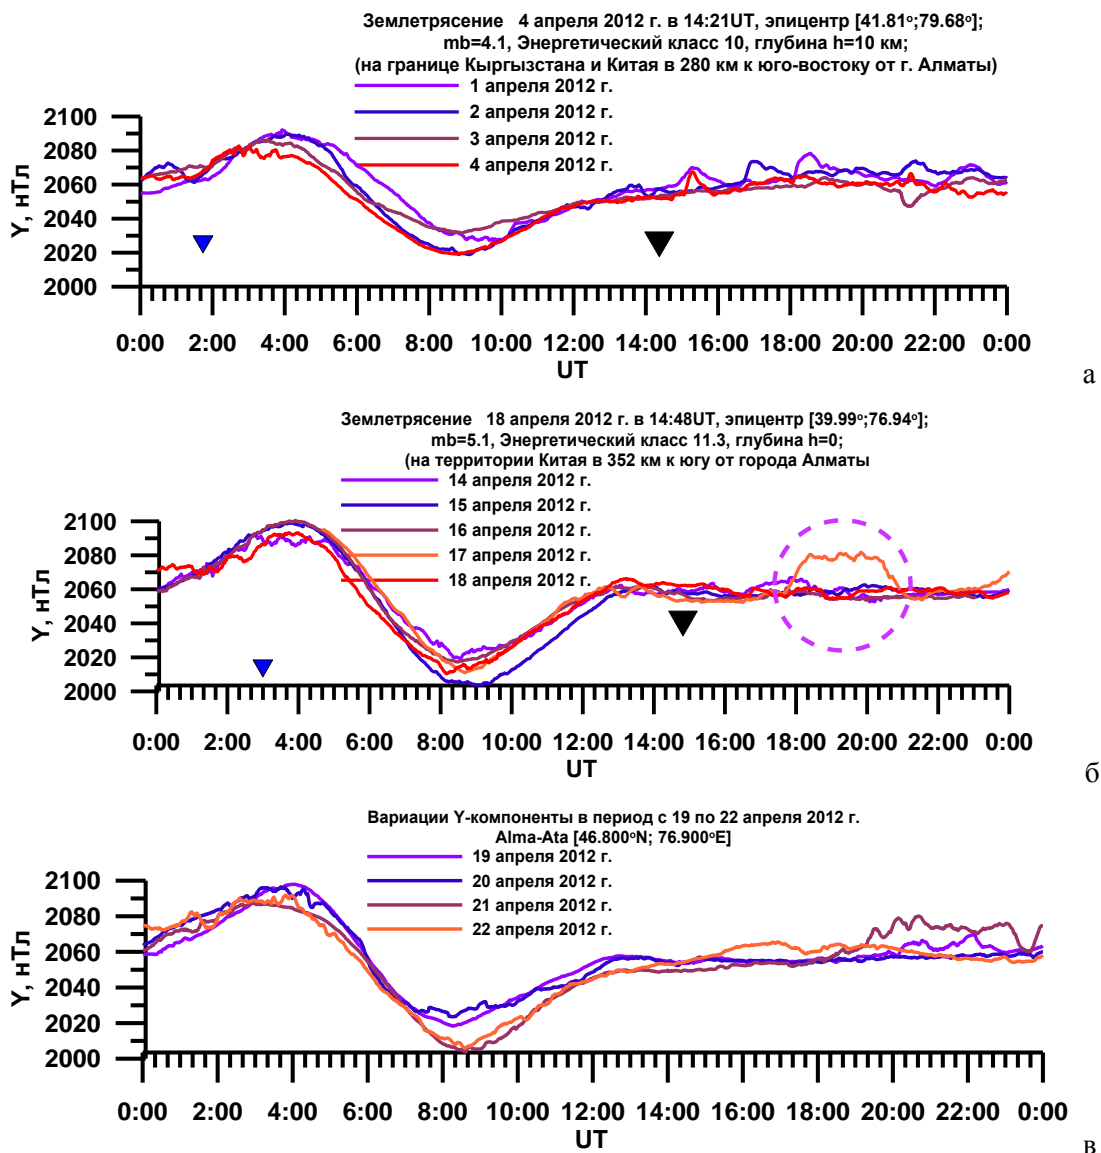 Землетрясение 4 апреля 2012 г. в 14:21UT, эпицентр [41.81º;79.68º];
mb=4.1, Энергетический класс 10, глубина h=10 км;
(на границе Кыргызстана и Китая в 280 км к юго-востоку от г. Алматы)
1 апреля 2012 г.
2 апреля 2012 г.
3 апреля 2012 г.
4 апреля 2012 г.
Y, нТл
2100
2080
2060
2040
2020
2000
0:00 2:00 4:00 6:00 8:00 10:00 12:00 14:00 16:00 18:00 20:00 22:00 0:00
UT
а
Землетрясение 18 апреля 2012 г. в 14:48UT, эпицентр [39.99º;76.94º];
mb=5.1, Энергетический класс 11.3, глубина h=0;
(на территории Китая в 352 км к югу от города Алматы
14 апреля 2012 г.
15 апреля 2012 г.
16 апреля 2012 г.
17 апреля 2012 г.
18 апреля 2012 г.
Y, нТл
2100
2080
2060
2040
2020
2000
0:00 2:00 4:00 6:00 8:00 10:00 12:00 14:00 16:00 18:00 20:00 22:00 0:00
UT
б
Вариации Y-компоненты в период с 19 по 22 апреля 2012 г.
Alma-Ata [46.800ºN; 76.900ºE]
19 апреля 2012 г.
20 апреля 2012 г.
21 апреля 2012 г.
22 апреля 2012 г.
Y, нТл
2100
2080
2060
2040
2020
2000
0:00 2:00 4:00 6:00 8:00 10:00 12:00 14:00 16:00 18:00 20:00 22:00 0:00
UT
в